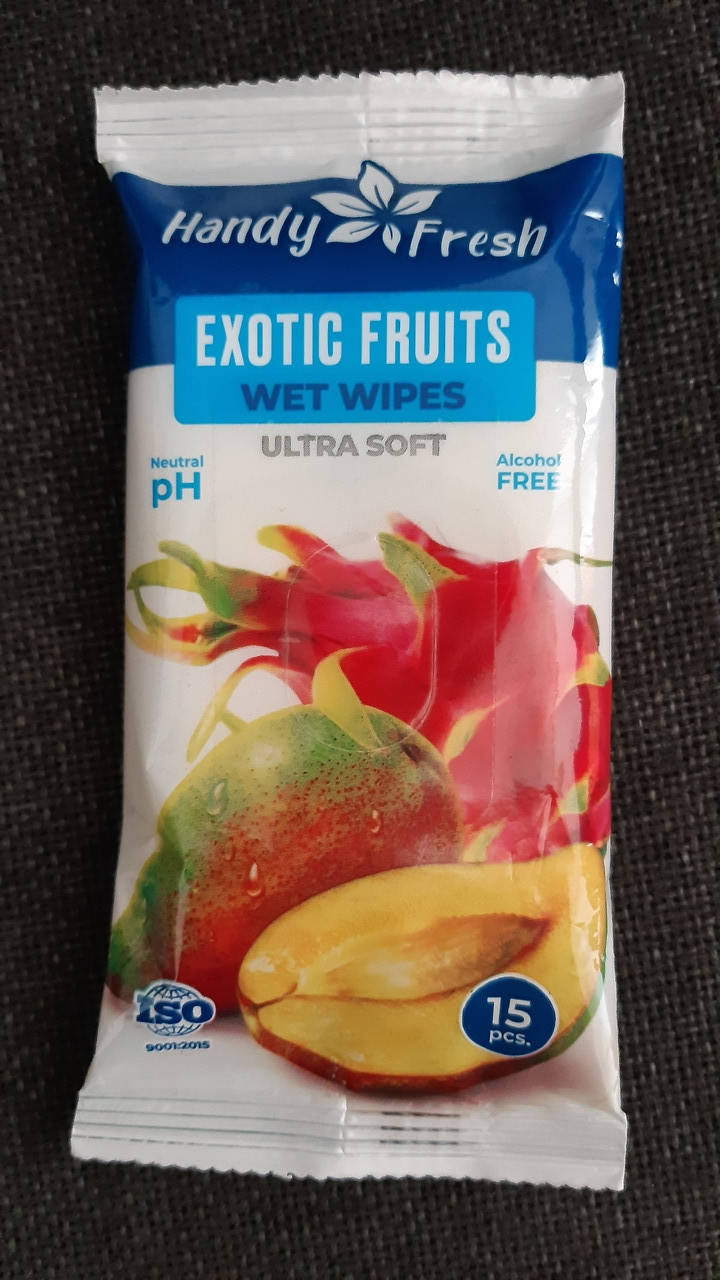 Handy Fresh
EXOTIC FRUITS
WET WIPES
ULTRA SOFT
Neutral
pH
Alcohol
FREE
ISO
9001:2015
15
pcs.